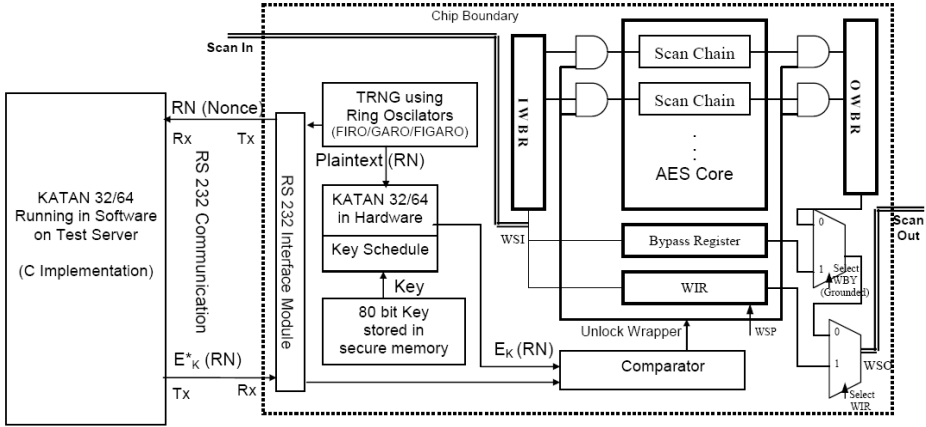 Chip Boundary
Scan In
IWBR
Scan Chain
Scan Chain
AES Core
OWBR
RN (Nonce)
Rx
Tx
TRNG using
Ring Oscilators
(FIRO/GARO/FIGARO)
Plaintext (RN)
KATAN 32/64
Running in Software
on Test Server
(C Implementation)
RS 232 Communication
RS 232 Interface Module
KATAN 32/64
in Hardware
Key Schedule
Key
80 bit Key
stored in
secure memory
WSI
Bypass Register
WIR
0
1
Select
WBY
(Grounded)
Scan
Out
Unlock Wrapper
WSP
0
1
WSO
Select
WIR
E*K (RN)
Tx
Rx
EK (RN)
Comparator